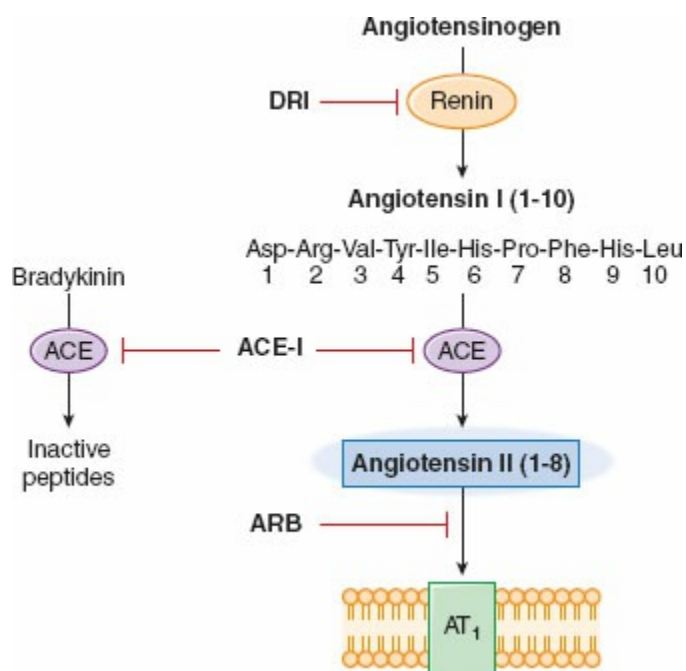 Angiotensinogen
DRI
Renin
Angiotensin I (1-10)
Asp-Arg-Val-Tyr-Ile-His-Pro-Phe-His-Leu
1 2 3 4 5 6 7 8 9 10
Bradykinin
ACE
ACE-I
ACE
Inactive
peptides
Angiotensin II (1-8)
ARB
AT1